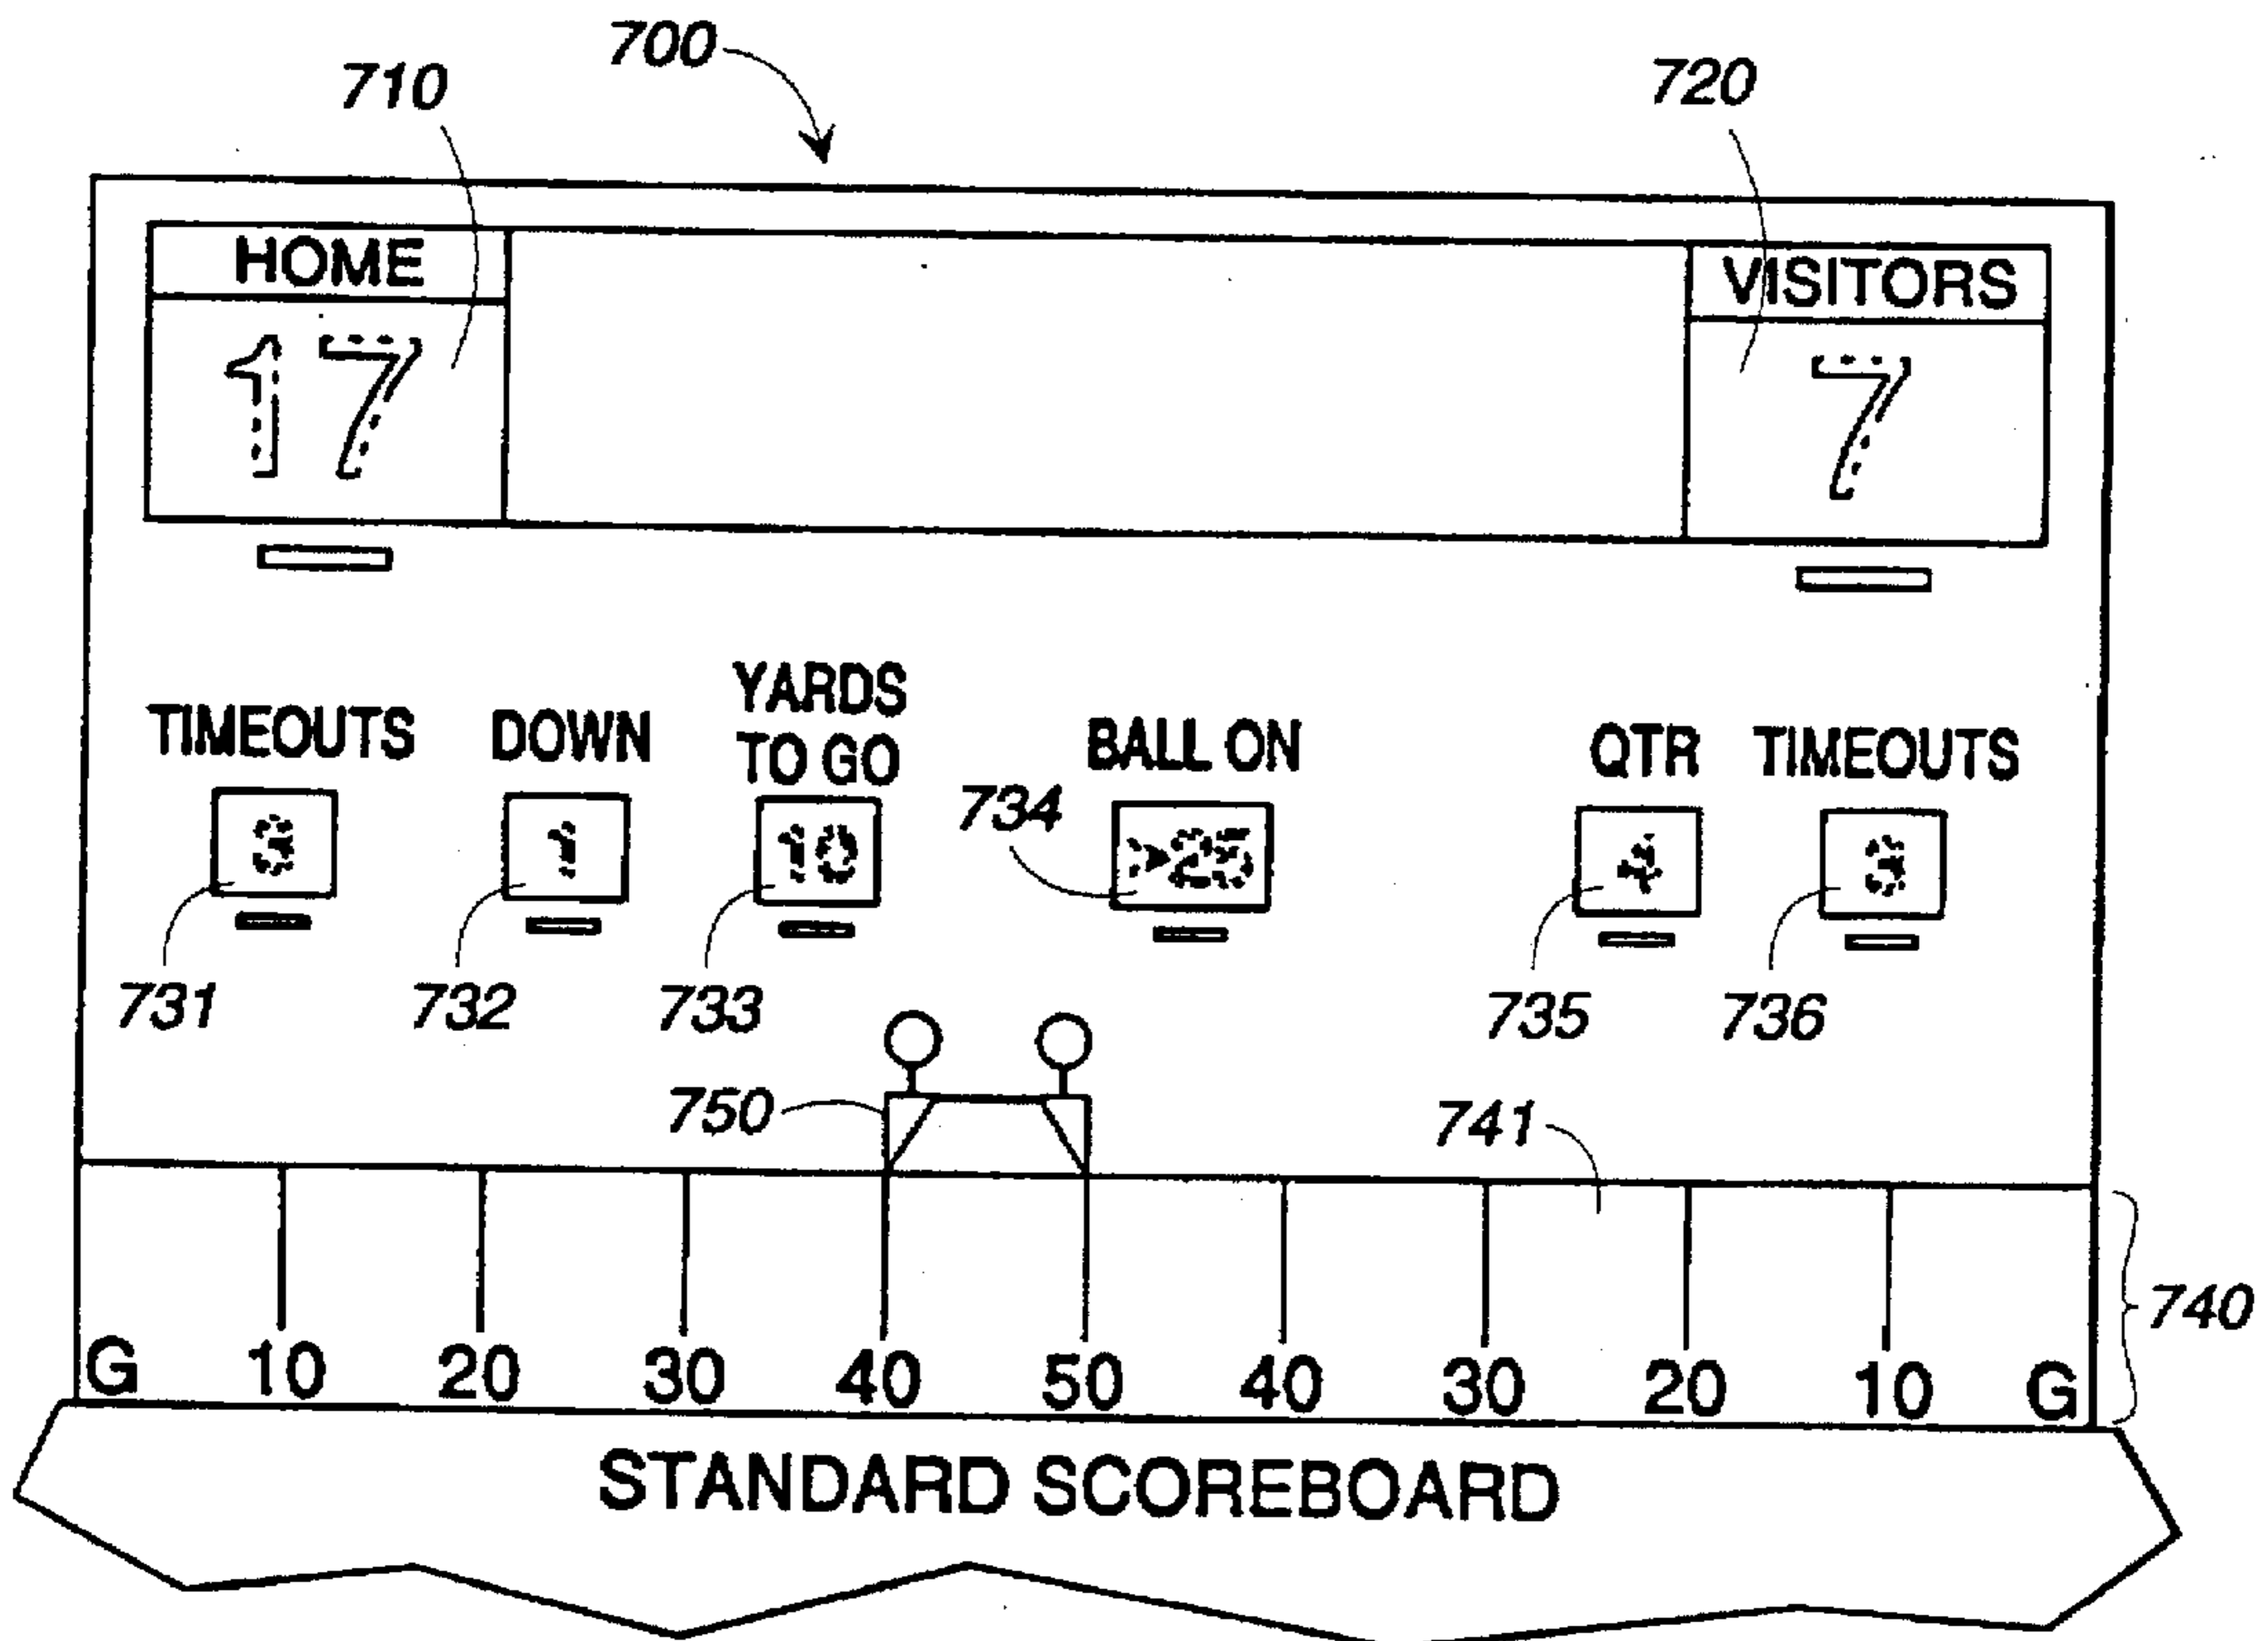 700
710
720
HOME
VISITORS
17
7
YARDS
TIMEOUTS DOWN TO GO BALL ON QTR TIMEOUTS
734
3 1 10 >25 4 3
731 732 733 735 736
750
741
740
G 10 20 30 40 50 40 30 20 10 G
STANDARD SCOREBOARD